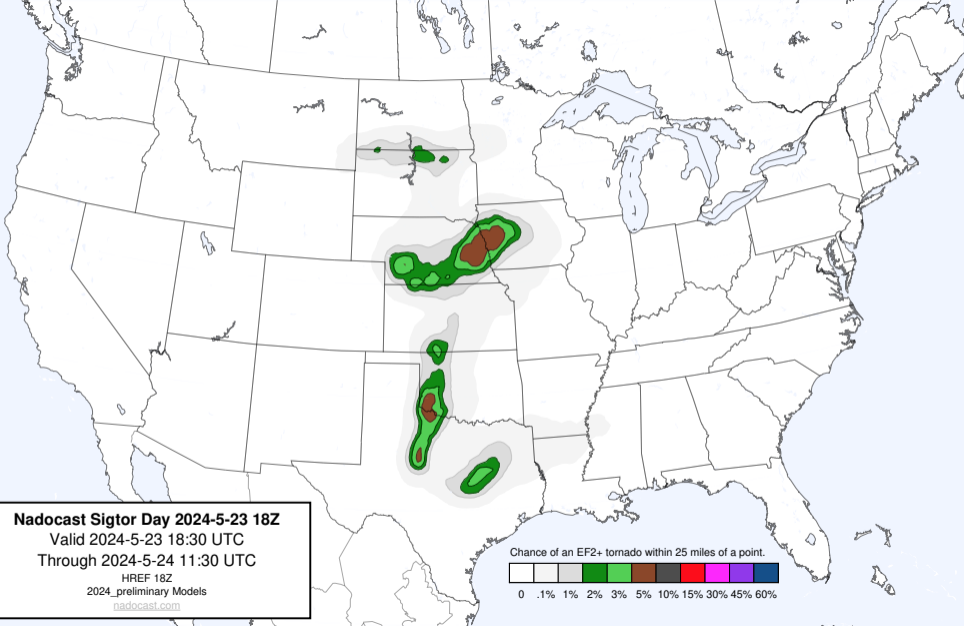 Nadocast Sigtor Day 2024-5-23 18Z
Valid 2024-5-23 18:30 UTC
Through 2024-5-24 11:30 UTC
HREF 18Z
2024_preliminary Models
nadocast.com
Chance of an EF2+ tornado within 25 miles of a point.
0 .1% 1% 2% 3% 5% 10% 15% 30% 45% 60%